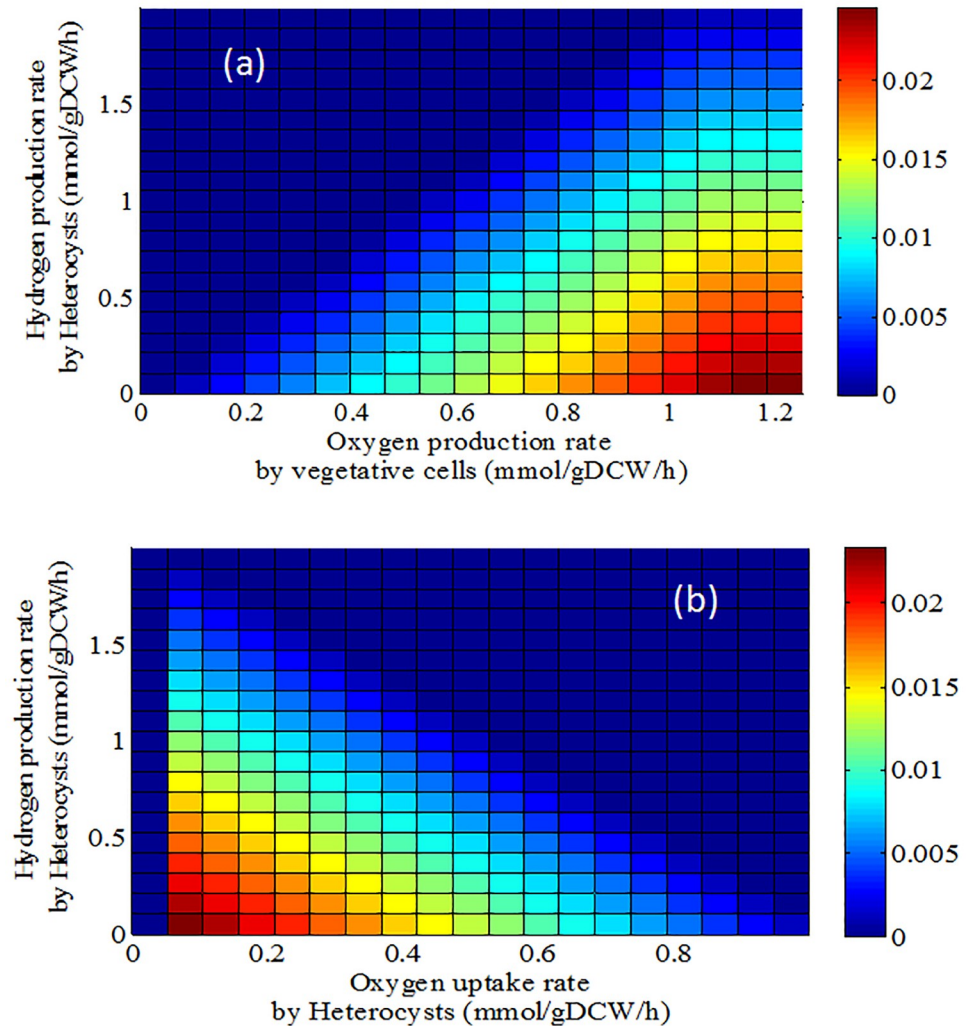 (a)
Hydrogen production rate
by Heterocysts (mmol/gDCW/h)
1.5
1
0.5
0
0 0.2 0.4 0.6 0.8 1 1.2
Oxygen production rate
by vegetative cells (mmol/gDCW/h)
0.02
0.015
0.01
0.005
0
(b)
Hydrogen production rate
by Heterocysts (mmol/gDCW/h)
1.5
1
0.5
0
0 0.2 0.4 0.6 0.8
Oxygen uptake rate
by Heterocysts (mmol/gDCW/h)
0.02
0.015
0.01
0.005
0